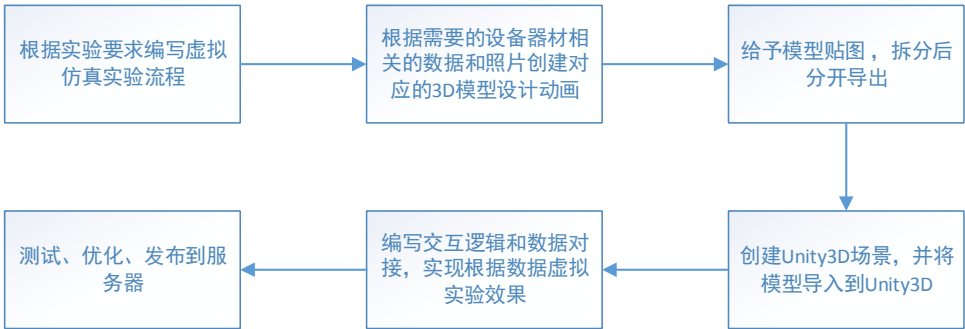 根据实验要求编写虚拟
仿真实验流程
根据需要的设备器材相
关的数据和照片创建对
应的3D模型设计动画
给予模型贴图，拆分后
分开导出
创建Unity3D场景，并将
模型导入到Unity3D
编写交互逻辑和数据对
接，实现根据数据虚拟
实验效果
测试、优化、发布到服
务器